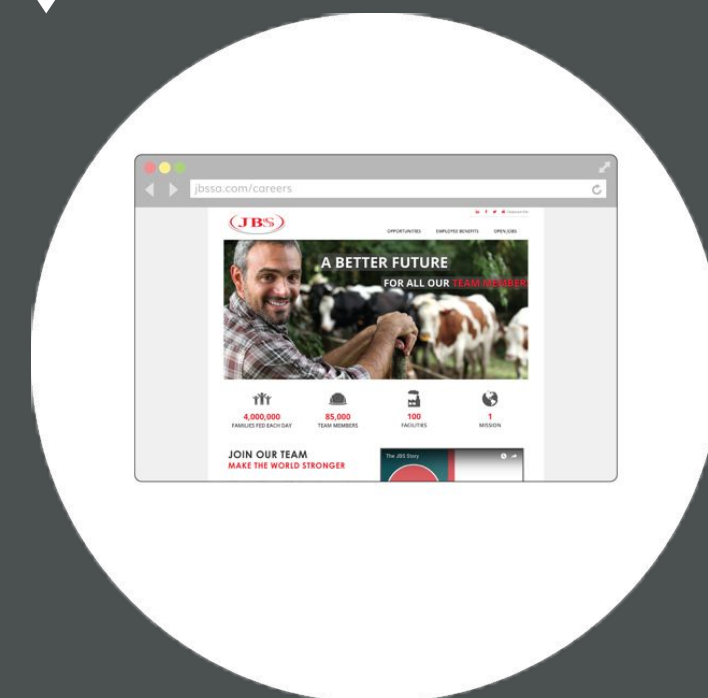 jbssa.com/careers
JBS
OPPORTUNITIES EMPLOYEE BENEFITS OPEN JOBS
A BETTER FUTURE
FOR ALL OUR TEAM MEMBER
4,000,000 85,000 100 1
FAMILIES FED EACH DAY TEAM MEMBERS FACILITIES MISSION
JOIN OUR TEAM
MAKE THE WORLD STRONGER
The JBS Story